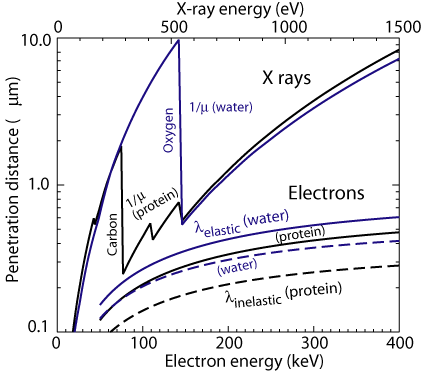 X-ray energy (eV)
0 500 1000 1500
10.0
X rays
1/μ (water)
Oxygen
Penetration distance ( μm)
1.0
1/μ (protein)
Carbon
Electrons
λelastic (water)
(protein)
(water)
λinelastic (protein)
0.1
0 100 200 300 400
Electron energy (keV)